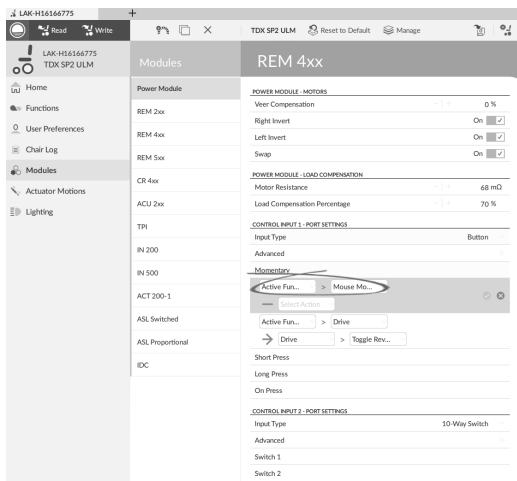 LAK-H16166775
Read
Write
TDX SP2 ULM
Reset to Default
Manage
LAK-H16166775
TDX SP2 ULM
Home
Functions
User Preferences
Chair Log
Modules
Actuator Motions
Lighting
Modules
Power Module
REM 2xx
REM 4xx
REM 5xx
CR 4xx
ACU 2xx
TPI
IN 200
IN 500
ACT 200-1
ASL Switched
ASL Proportional
IDC
REM 4xx
POWER MODULE - MOTORS
Veer Compensation - + 0 %
Right Invert On
Left Invert On
Swap On
POWER MODULE - LOAD COMPENSATION
Motor Resistance - + 68 mΩ
Load Compensation Percentage - + 70 %
CONTROL INPUT 1 - PORT SETTINGS
Input Type Button
Advanced
Momentary
Active Fun... > Mouse Mo...
Select Action
Active Fun... > Drive
Drive > Toggle Rev...
Short Press
Long Press
On Press
CONTROL INPUT 2 - PORT SETTINGS
Input Type 10-Way Switch
Advanced
Switch 1
Switch 2